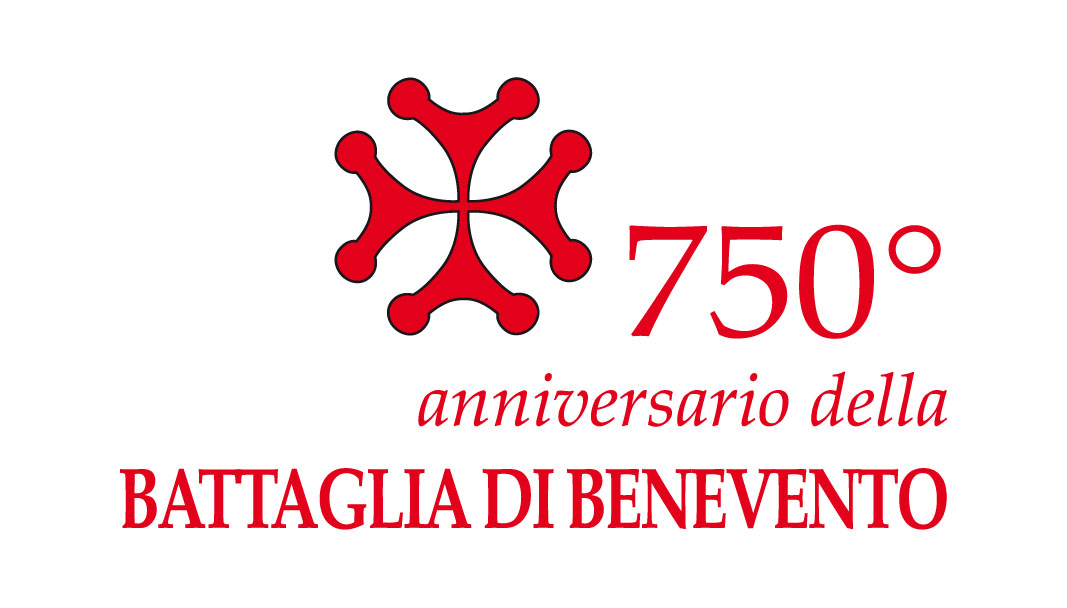 750°
anniversario della
BATTAGLIA DI BENEVENTO